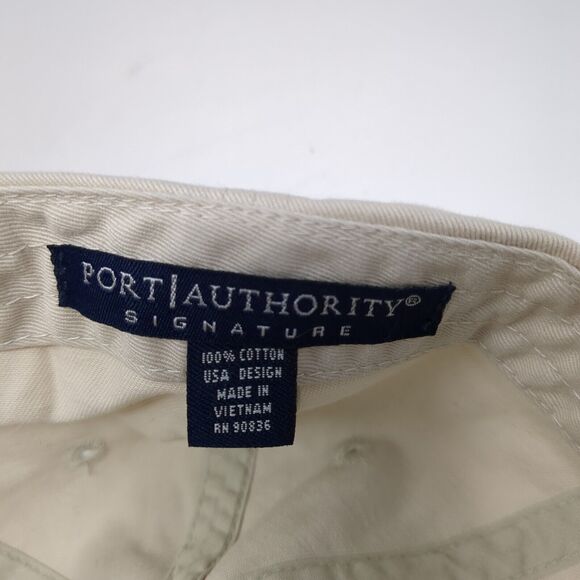 PORT|AUTHORITY®
SIGNATURE
100% COTTON
USA DESIGN
MADE IN
VIETNAM
RN 90836